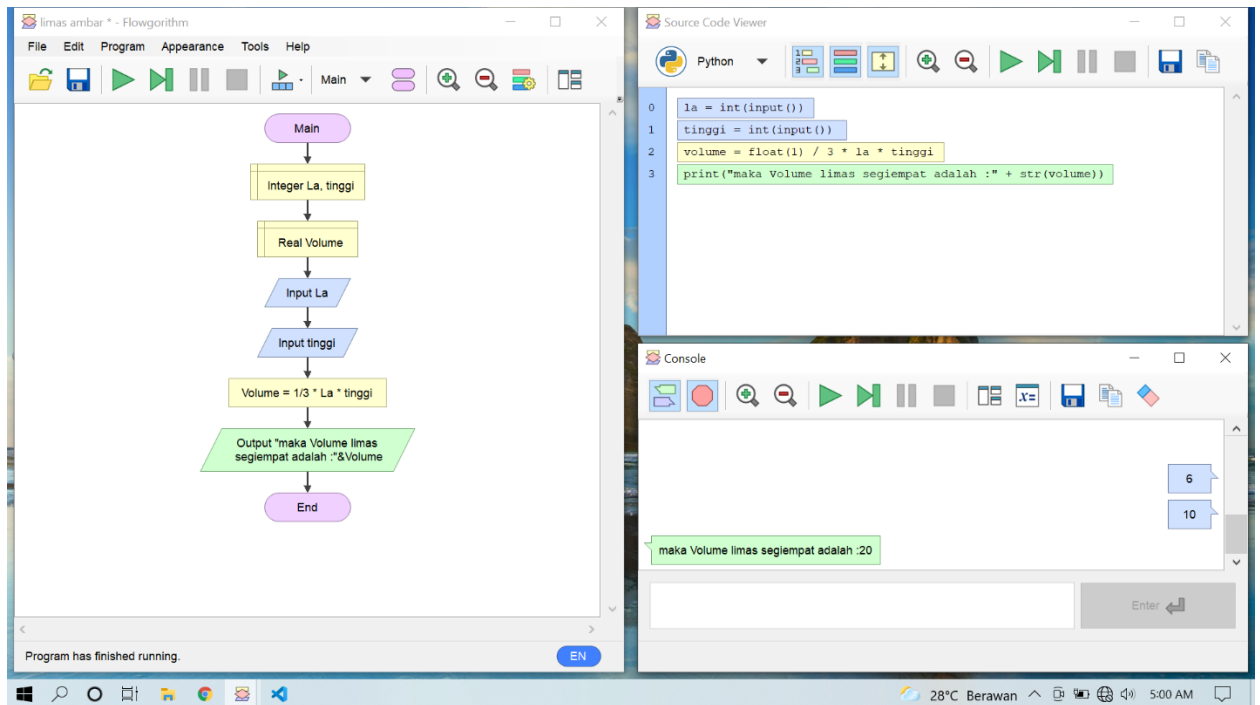 limas ambar * - Flowgorithm
File Edit Program Appearance Tools Help
Main
Main
Integer La, tinggi
Real Volume
Input La
Input tinggi
Volume = 1/3 * La * tinggi
Output "maka Volume limas
segiempat adalah :"&Volume
End
Program has finished running.
EN
Source Code Viewer
Python
0 la = int(input())
1 tinggi = int(input())
2 volume = float(1) / 3 * la * tinggi
3 print("maka Volume limas segiempat adalah :" + str(volume))
Console
x=
6
10
maka Volume limas segiempat adalah :20
Enter
28°C Berawan 5:00 AM